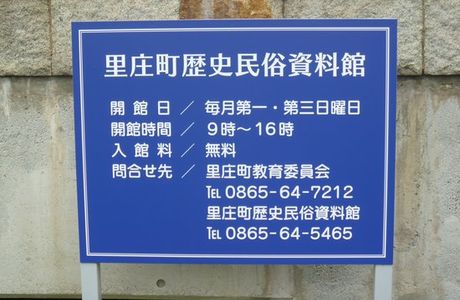 里庄町歴史民俗資料館
開館日／毎月第一・第三日曜日
開館時間／9時～16時
入館料／無料
問合せ先／里庄町教育委員会
TEL 0865-64-7212
里庄町歴史民俗資料館
TEL 0865-64-5465